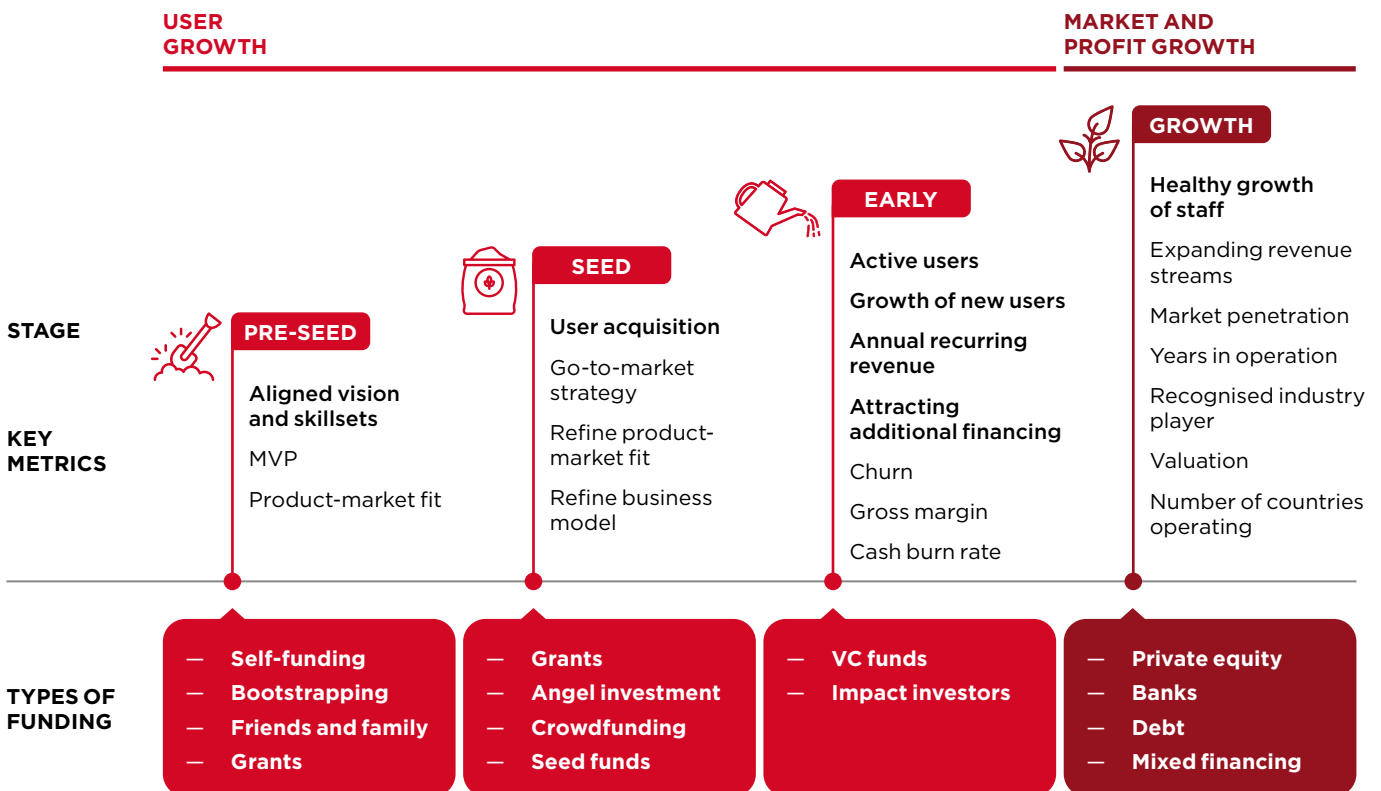 USER
GROWTH
MARKET AND
PROFIT GROWTH
STAGE
KEY
METRICS
PRE-SEED
Aligned vision
and skillsets
MVP
Product-market fit
SEED
User acquisition
Go-to-market
strategy
Refine product-
market fit
Refine business
model
EARLY
Active users
Growth of new users
Annual recurring
revenue
Attracting
additional financing
Churn
Gross margin
Cash burn rate
GROWTH
Healthy growth
of staff
Expanding revenue
streams
Market penetration
Years in operation
Recognised industry
player
Valuation
Number of countries
operating
TYPES OF
FUNDING
— Self-funding
— Bootstrapping
— Friends and family
— Grants
— Grants
— Angel investment
— Crowdfunding
— Seed funds
— VC funds
— Impact investors
— Private equity
— Banks
— Debt
— Mixed financing